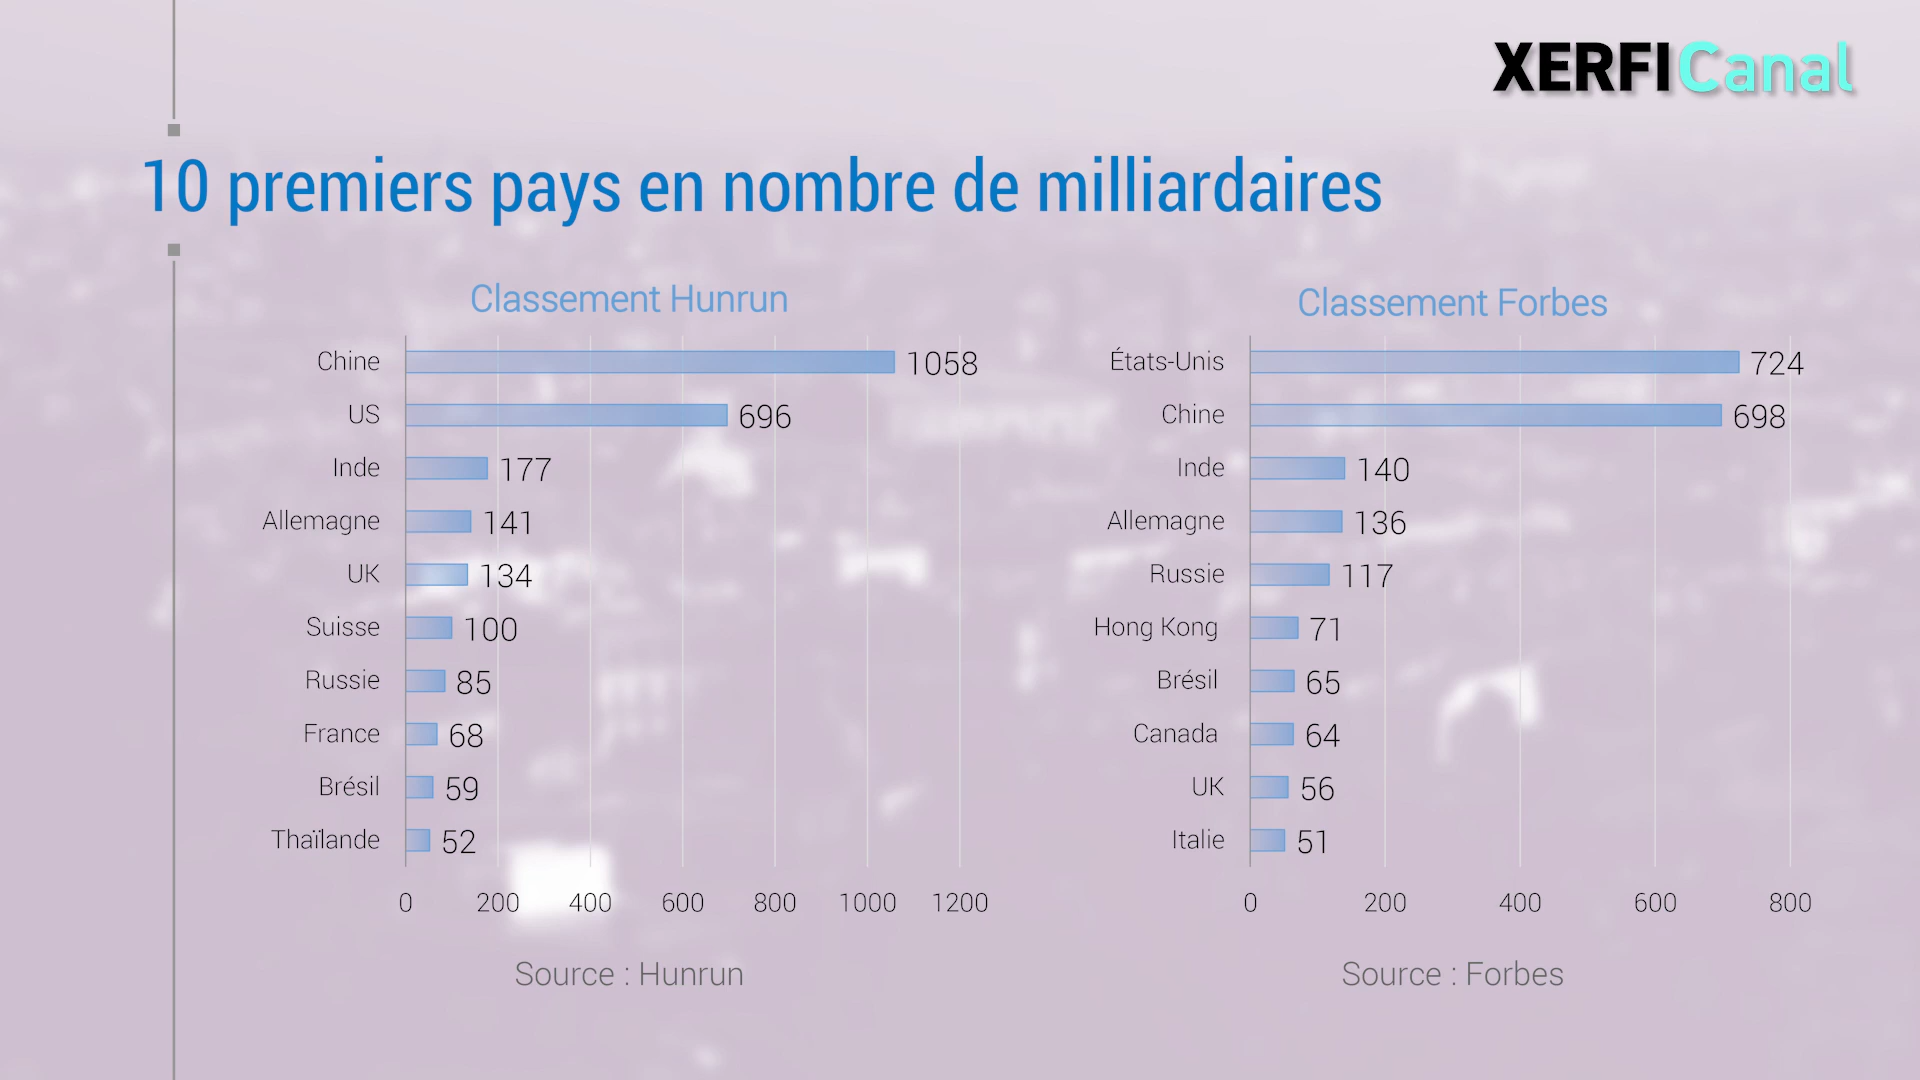 XERFI Canal
10 premiers pays en nombre de milliardaires
Classement Hunrun
Chine 1058
US 696
Inde 177
Allemagne 141
UK 134
Suisse 100
Russie 85
France 68
Brésil 59
Thaïlande 52
0 200 400 600 800 1000 1200
Source : Hunrun
Classement Forbes
États-Unis 724
Chine 698
Inde 140
Allemagne 136
Russie 117
Hong Kong 71
Brésil 65
Canada 64
UK 56
Italie 51
0 200 400 600 800
Source : Forbes